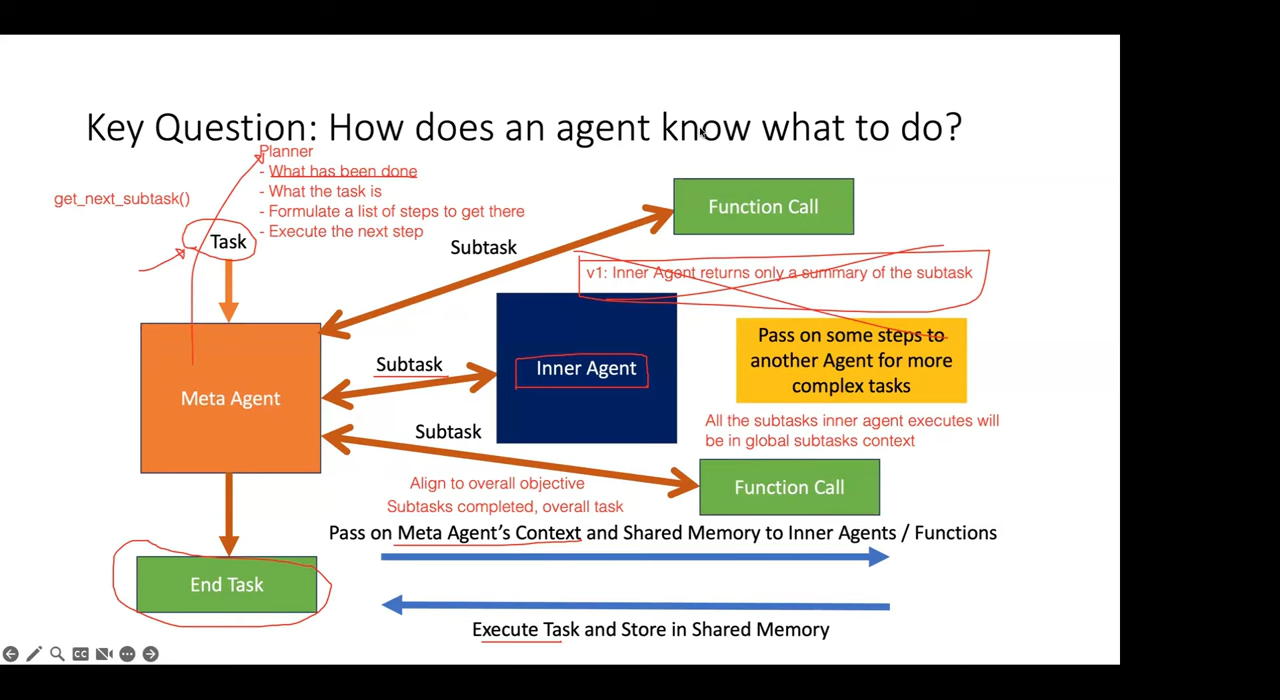 Key Question: How does an agent know what to do?
Planner
- What has been done
- What the task is
- Formulate a list of steps to get there
- Execute the next step
get_next_subtask()
Task
Subtask
Function Call
v1: Inner Agent returns only a summary of the subtask
Meta Agent
Subtask
Inner Agent
Pass on some steps to
another Agent for more
complex tasks
All the subtasks inner agent executes will
be in global subtasks context
Subtask
Align to overall objective
Subtasks completed, overall task
Function Call
Pass on Meta Agent's Context and Shared Memory to Inner Agents / Functions
End Task
Execute Task and Store in Shared Memory
CC